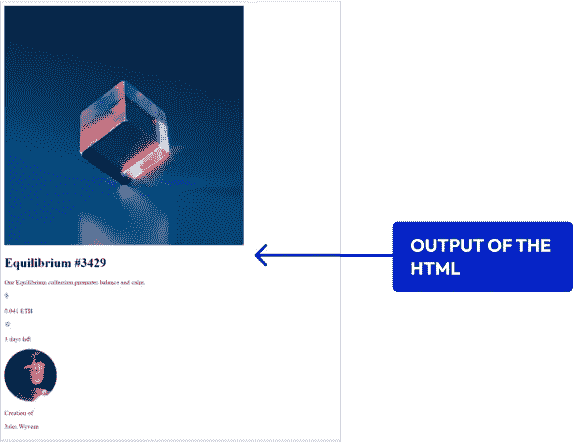 Equilibrium #3429
Our Equilibrium collection promotes balance and calm.
0.041 ETH
3 days left
Creation of
Jules Wyvern
OUTPUT OF THE
HTML